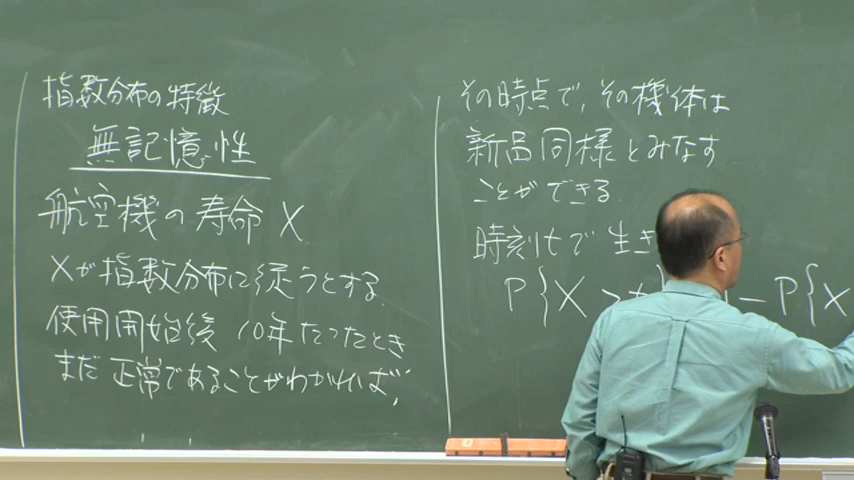 指数分布の特徴
無記憶性
航空機の寿命 X
Xが指数分布に従うとする.
使用開始後 10年たったとき
まだ正常であることがわかれば,
その時点で,その機体は
新品同様とみなす
ことができる.
時刻tで生き
P{X>t} 1-P{X